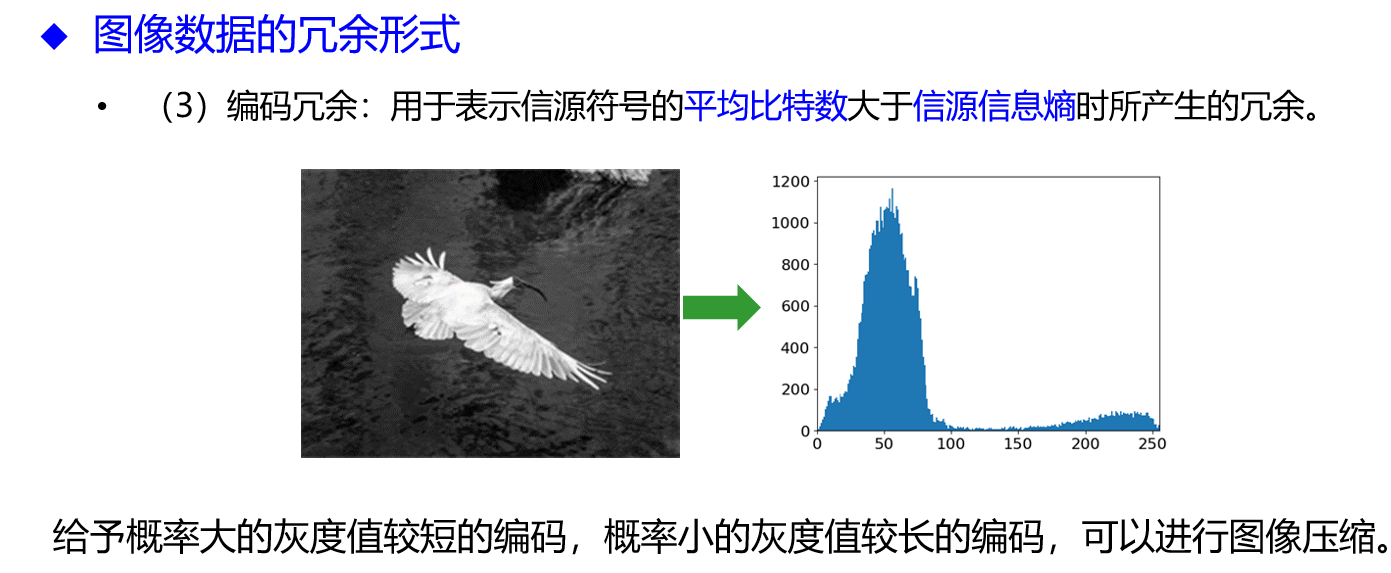 ◆ 图像数据的冗余形式
• （3）编码冗余：用于表示信源符号的平均比特数大于信源信息熵时所产生的冗余。
1200
1000
800
600
400
200
0
0 50 100 150 200 250
给予概率大的灰度值较短的编码，概率小的灰度值较长的编码，可以进行图像压缩。